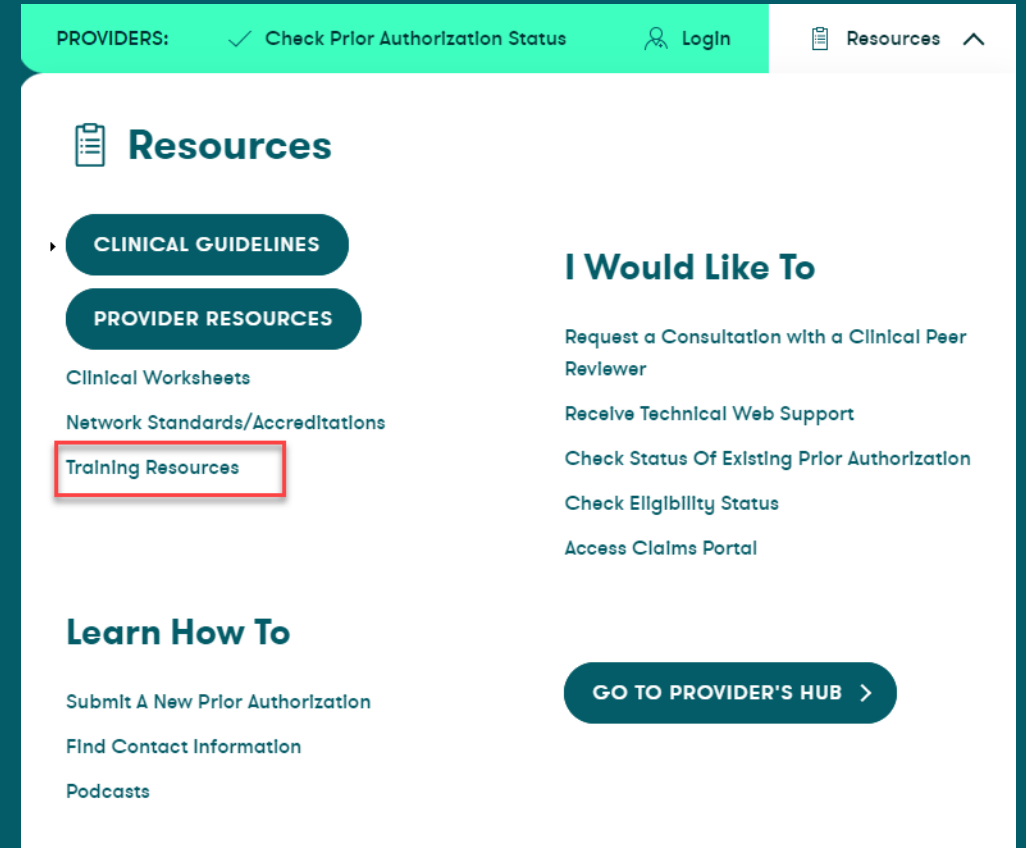 PROVIDERS:
Check Prior Authorization Status
Login
Resources
Resources
CLINICAL GUIDELINES
PROVIDER RESOURCES
Clinical Worksheets
Network Standards/Accreditations
Training Resources
I Would Like To
Request a Consultation with a Clinical Peer
Reviewer
Receive Technical Web Support
Check Status Of Existing Prior Authorization
Check Eligibility Status
Access Claims Portal
Learn How To
Submit A New Prior Authorization
Find Contact Information
Podcasts
GO TO PROVIDER'S HUB